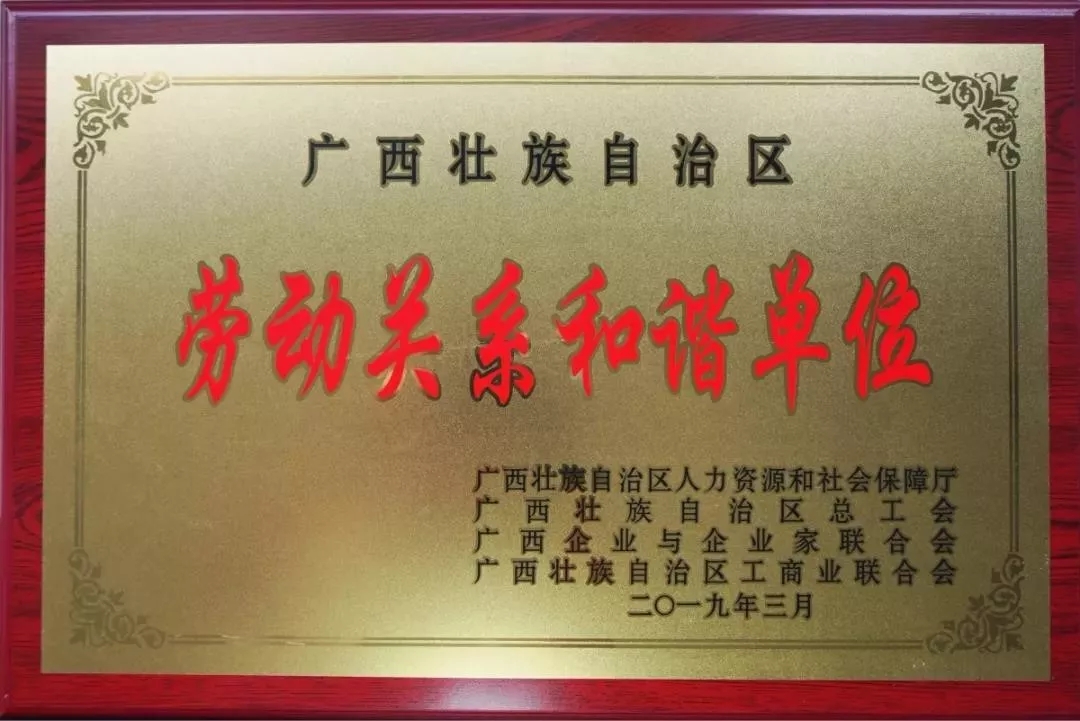 广西壮族自治区
劳动关系和谐单位
广西壮族自治区人力资源和社会保障厅
广西壮族自治区总工会
广西企业与企业家联合会
广西壮族自治区工商业联合会
二〇一九年三月